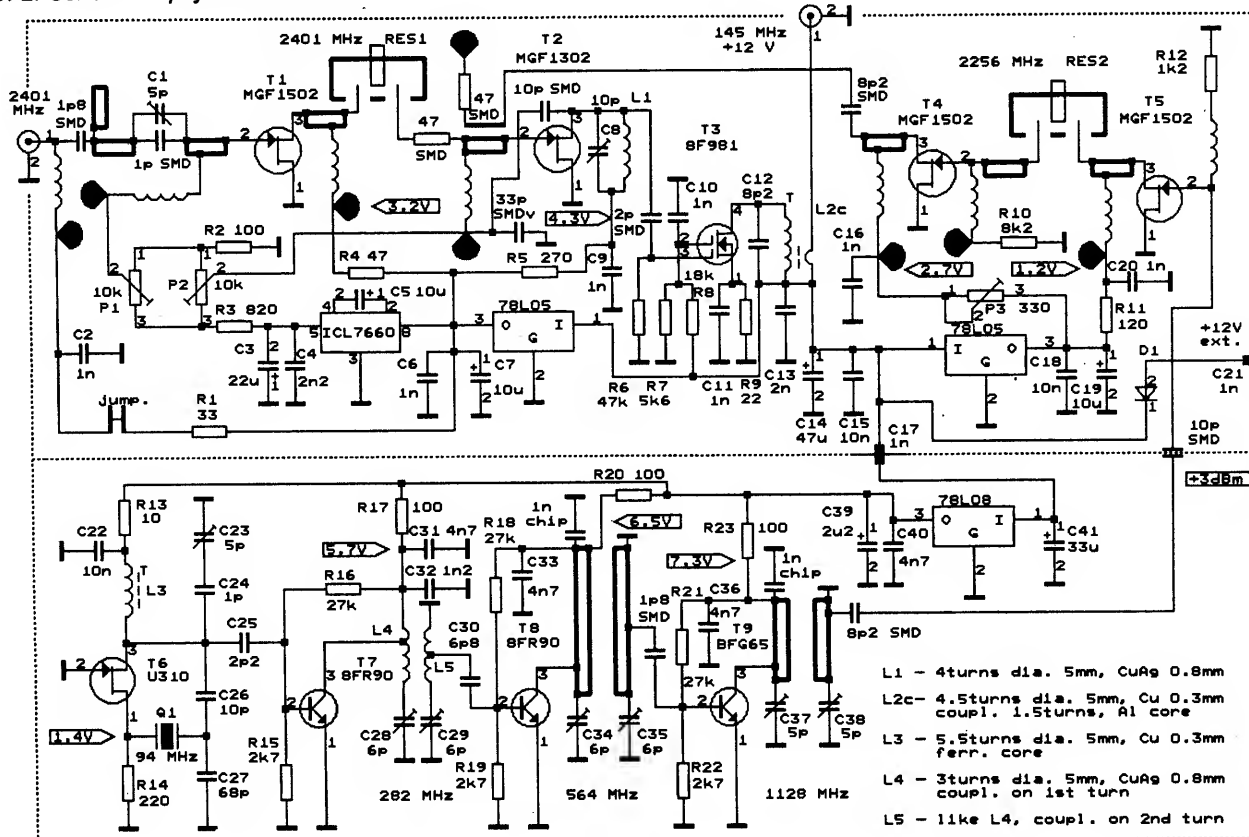 145 MHz
+12 V
2401 MHz RES1
T2
MGF1302
2256 MHz RES2
R12
1k2
2401
MHz
1p8
SMD
C1
5p
1p SMD
T1
MGF1502
47
SMD
47
SMD
10p SMD
10p
C8
L1
T3
BF981
8p2
SMD
T4
MGF1502
T5
MGF1502
C10
1n
C12
8p2
T
L2c
R2 100
3.2V
33p
SMDv
4.3V
2p
SMD
C16
1n
R10
8k2
10k
P1
P2
10k
R4 47
R5
270
C9
1n
18k
R8
2.7V
1.2V
C20
1n
R3 820
C5 10u
ICL7660
78L05
O
I
G
P3
330
78L05
I
O
G
R11
120
+12V
ext.
D1
C21
1n
C2
1n
C3
22u
C4
2n2
C6
1n
C7
10u
R6
47k
R7
5k6
C11
1n
R9
22
C13
2n
C14
47u
C15
10n
C17
1n
C18
10n
C19
10u
Jump.
R1
33
10p
SMD
+3dBm
R20 100
R13
10
C22
10n
C23
5p
R17
100
C31 4n7
5.7V
R18
27k
1n
chip
6.5V
R23
100
7.3V
1n
chip
C39
2u2
C40
4n7
78L08
O
I
G
C41
33u
L3
T
C24
1p
R16
27k
C32 1n2
C33
4n7
1p8
SMD
R21
27k
C36
4n7
8p2 SMD
C25
2p2
L4
L5
C30
6p8
T8
BFR90
T9
BFG65
T6
U310
T7
BFR90
C26
10p
Q1
94 MHz
1.4V
R14
220
C27
68p
R15
2k7
C28
6p
C29
6p
R19
2k7
C34
6p
C35
6p
R22
2k7
C37
5p
C38
5p
282 MHz
564 MHz
1128 MHz
L1 - 4turns dia. 5mm, CuAg 0.8mm
L2c- 4.5turns dia. 5mm, Cu 0.3mm
coupl. 1.5turns, Al core
L3 - 5.5turns dia. 5mm, Cu 0.3mm
ferr. core
L4 - 3turns dia. 5mm, CuAg 0.8mm
coupl. on 1st turn
L5 - like L4, coupl. on 2nd turn